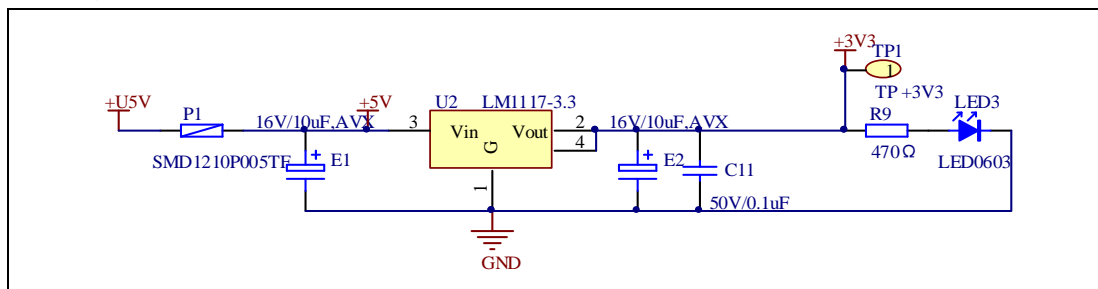 +3V3
TP1
1
TP +3V3
+U5V
P1
+5V
U2
LM1117-3.3
R9
LED3
16V/10uF,AVX
3
Vin
Vout
G
2
4
16V/10uF,AVX
SMD1210P005TF
E1
1
E2
C11
470Ω
LED0603
50V/0.1uF
GND